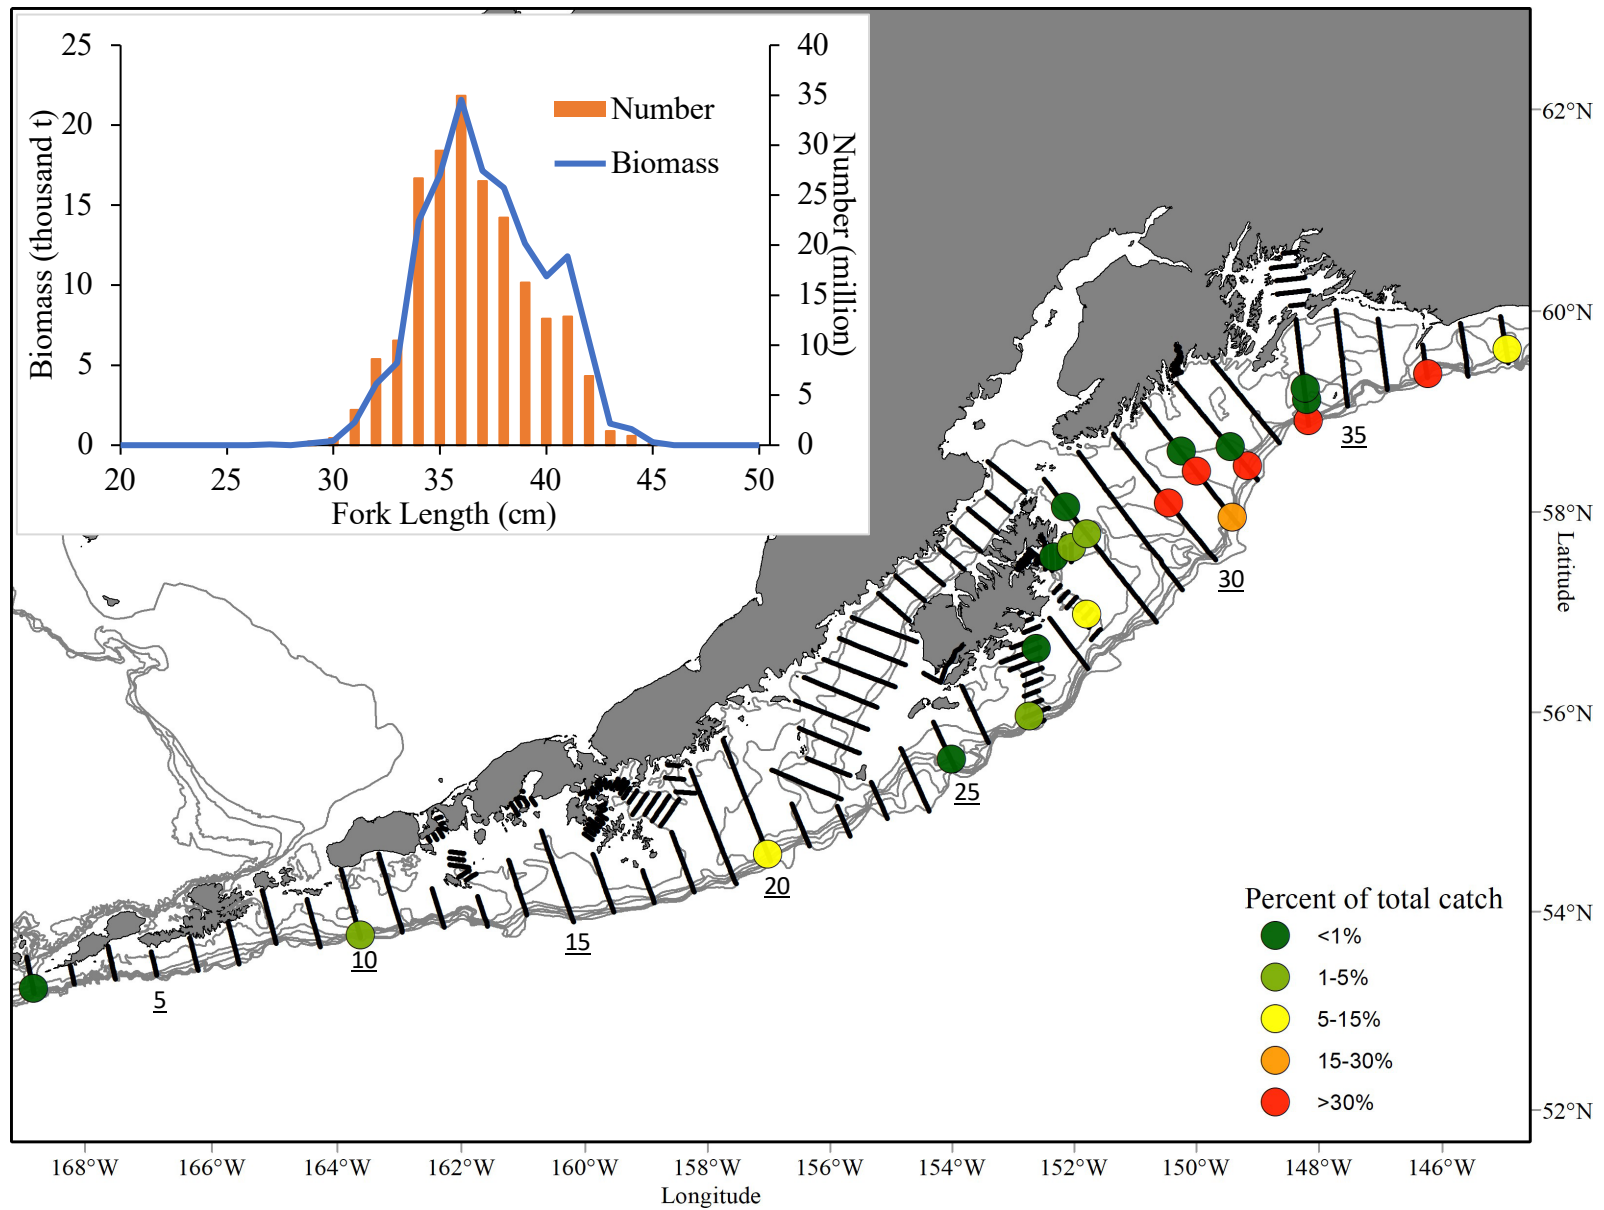 25
20
15
10
5
0
Biomass (thousand t)
40
35
30
25
20
15
10
5
0
Number (million)
Number
Biomass
20
25
30
35
40
45
50
Fork Length (cm)
62°N
60°N
58°N
56°N
54°N
52°N
Latitude
35
30
25
20
15
10
5
Percent of total catch
<1%
1-5%
5-15%
15-30%
>30%
168°W
166°W
164°W
162°W
160°W
158°W
156°W
154°W
152°W
150°W
148°W
146°W
Longitude